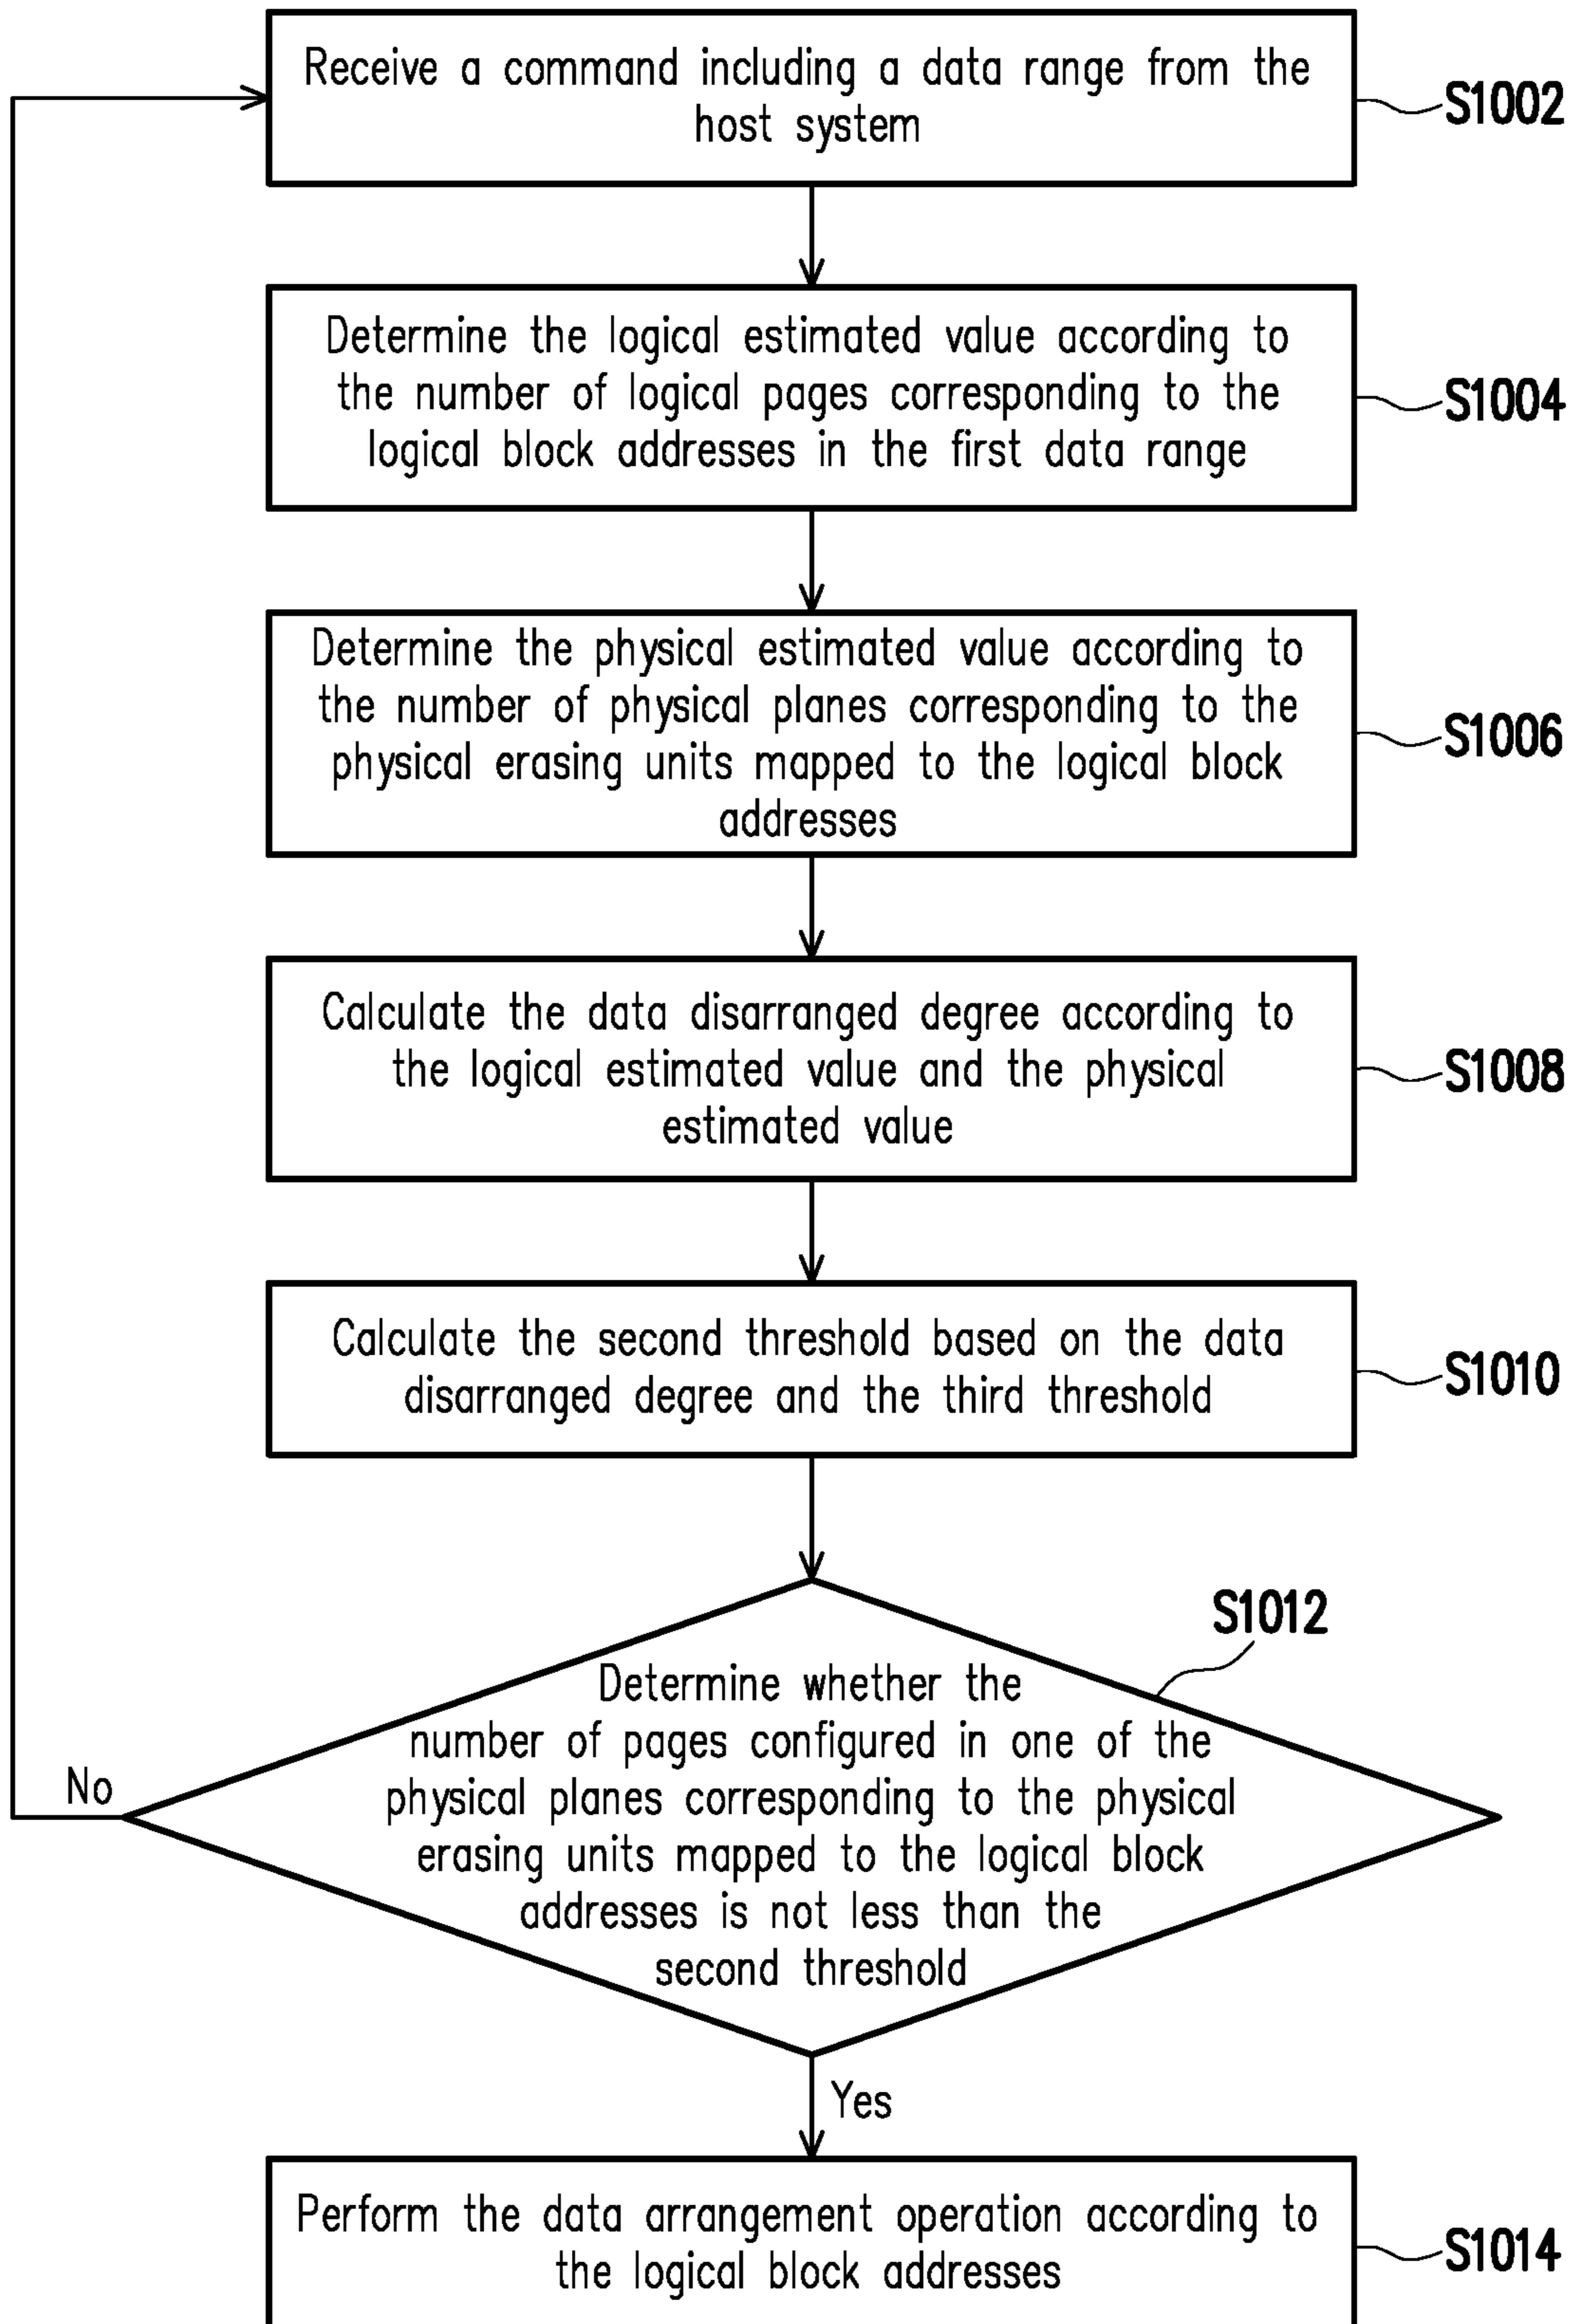 Receive a command including a data range from the
host system
S1002
Determine the logical estimated value according to
the number of logical pages corresponding to the
logical block addresses in the first data range
S1004
Determine the physical estimated value according to
the number of physical planes corresponding to the
physical erasing units mapped to the logical block
addresses
S1006
Calculate the data disarranged degree according to
the logical estimated value and the physical
estimated value
S1008
Calculate the second threshold based on the data
disarranged degree and the third threshold
S1010
S1012
Determine whether the
number of pages configured in one of the
physical planes corresponding to the physical
erasing units mapped to the logical block
addresses is not less than the
second threshold
No
Yes
Perform the data arrangement operation according to
the logical block addresses
S1014